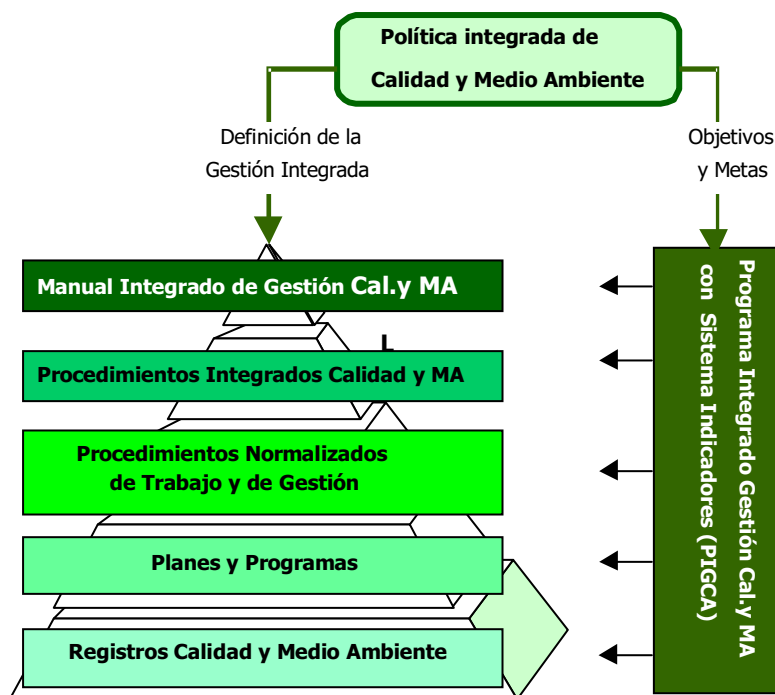 Política integrada de
Calidad y Medio Ambiente
Definición de la
Gestión Integrada
Objetivos
y Metas
Manual Integrado de Gestión Cal.y MA
L
Procedimientos Integrados Calidad y MA
Procedimientos Normalizados
de Trabajo y de Gestión
Planes y Programas
Registros Calidad y Medio Ambiente
Programa Integrado Gestión Cal.y MA
con Sistema Indicadores (PIGCA)